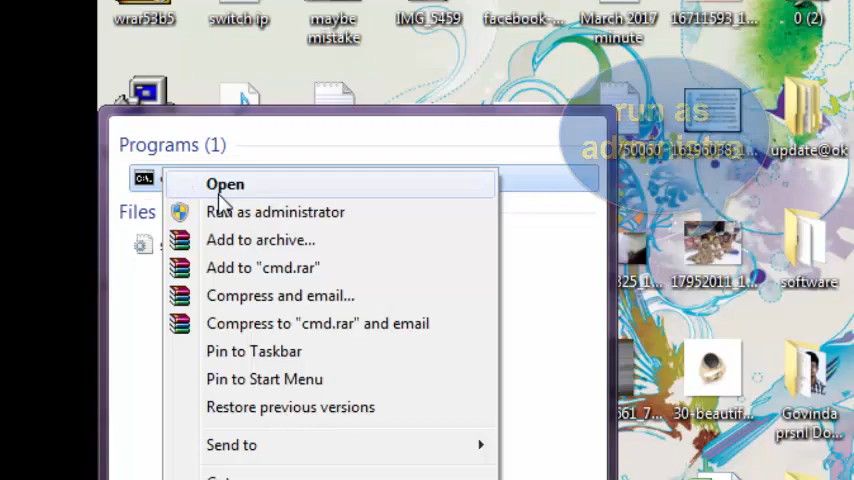 wrar53b5
switch ip
maybe
mistake
IMG_5459
facebook-...
March 2017
minute
16711593_1...
0 (2)
run as
Programs (1)
update@ok
Open
Files
Run as administrator
Add to archive...
Add to "cmd.rar"
17952011_1...
software
Compress and email...
Compress to "cmd.rar" and email
Pin to Taskbar
Pin to Start Menu
Restore previous versions
30-beautif...
Govinda
prsnl Do...
Send to